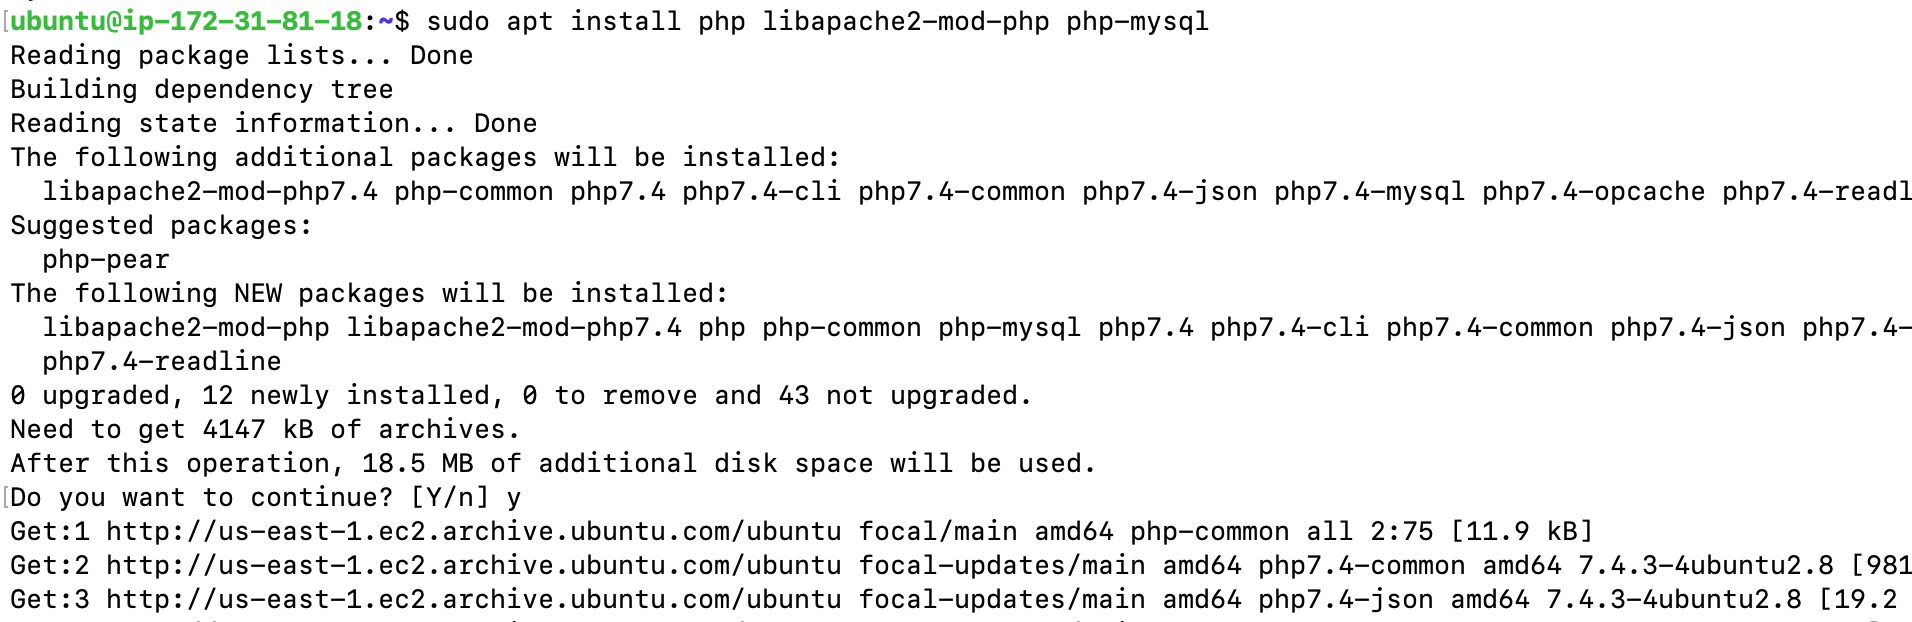 ubuntu@ip-172-31-81-18:~$ sudo apt install php libapache2-mod-php php-mysql
Reading package lists... Done
Building dependency tree
Reading state information... Done
The following additional packages will be installed:
  libapache2-mod-php7.4 php-common php7.4 php7.4-cli php7.4-common php7.4-json php7.4-mysql php7.4-opcache php7.4-readl
Suggested packages:
  php-pear
The following NEW packages will be installed:
  libapache2-mod-php libapache2-mod-php7.4 php php-common php-mysql php7.4 php7.4-cli php7.4-common php7.4-json php7.4-
  php7.4-readline
0 upgraded, 12 newly installed, 0 to remove and 43 not upgraded.
Need to get 4147 kB of archives.
After this operation, 18.5 MB of additional disk space will be used.
Do you want to continue? [Y/n] y
Get:1 http://us-east-1.ec2.archive.ubuntu.com/ubuntu focal/main amd64 php-common all 2:75 [11.9 kB]
Get:2 http://us-east-1.ec2.archive.ubuntu.com/ubuntu focal-updates/main amd64 php7.4-common amd64 7.4.3-4ubuntu2.8 [981
Get:3 http://us-east-1.ec2.archive.ubuntu.com/ubuntu focal-updates/main amd64 php7.4-json amd64 7.4.3-4ubuntu2.8 [19.2